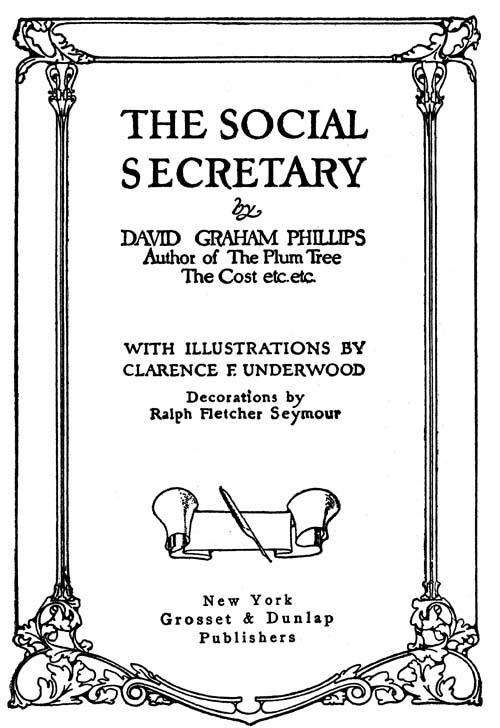 THE SOCIAL
SECRETARY
by
DAVID GRAHAM PHILLIPS
Author of The Plum Tree
The Cost etc. etc.
WITH ILLUSTRATIONS BY
CLARENCE F. UNDERWOOD
Decorations by
Ralph Fletcher Seymour
New York
Grosset & Dunlap
Publishers